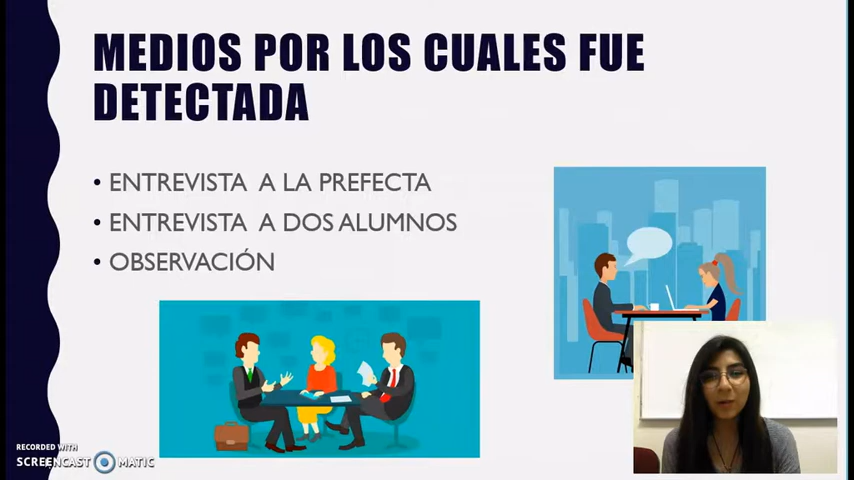 MEDIOS POR LOS CUALES FUE
DETECTADA
• ENTREVISTA A LA PREFECTA
• ENTREVISTA A DOS ALUMNOS
• OBSERVACIÓN
RECORDED WITH
SCREENCAST MATIC